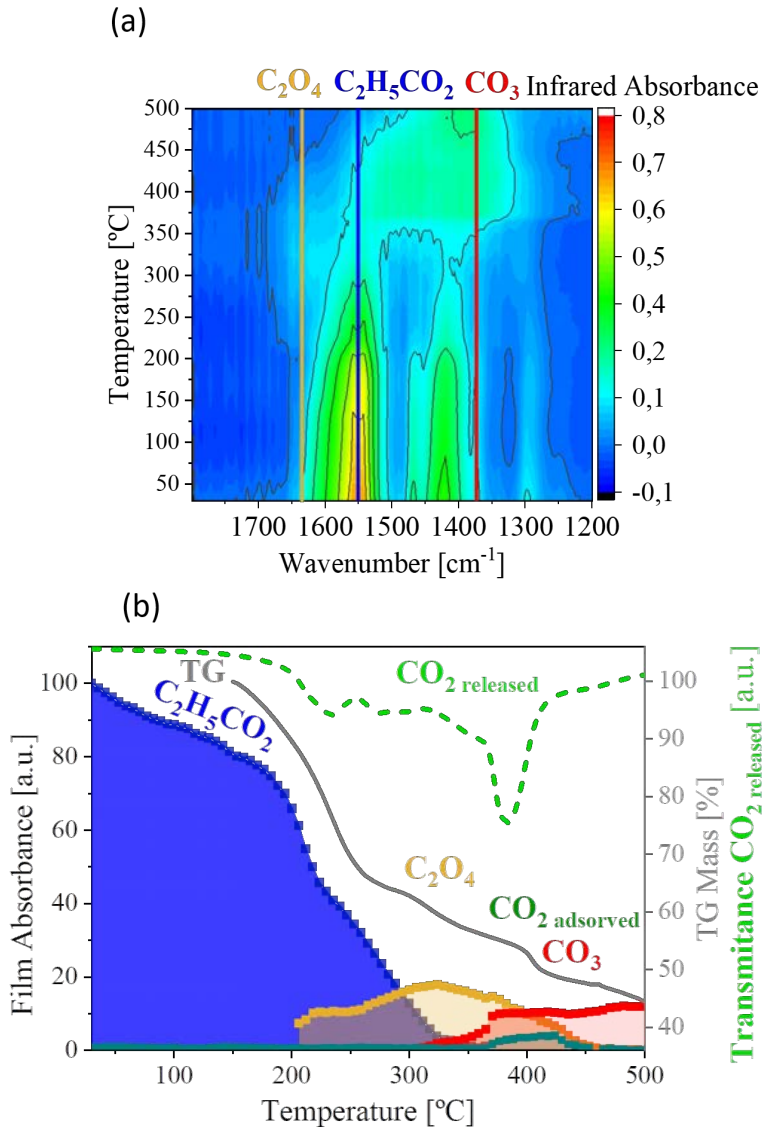 (a)
C₂O₄ C₂H₅CO₂ CO₃ Infrared Absorbance
500
450
400
350
300
250
200
150
100
50
Temperature [ºC]
0,8
0,7
0,6
0,5
0,4
0,2
0,1
0,0
-0,1
1700 1600 1500 1400 1300 1200
Wavenumber [cm⁻¹]
(b)
TG
C₂H₅CO₂
CO₂ released
C₂O₄
CO₂ adsorved
CO₃
100
80
60
40
20
0
Film Absorbance [a.u.]
100
90
80
70
60
50
40
TG Mass [%]
Transmitance CO₂ released [a.u.]
100 200 300 400 500
Temperature [ºC]